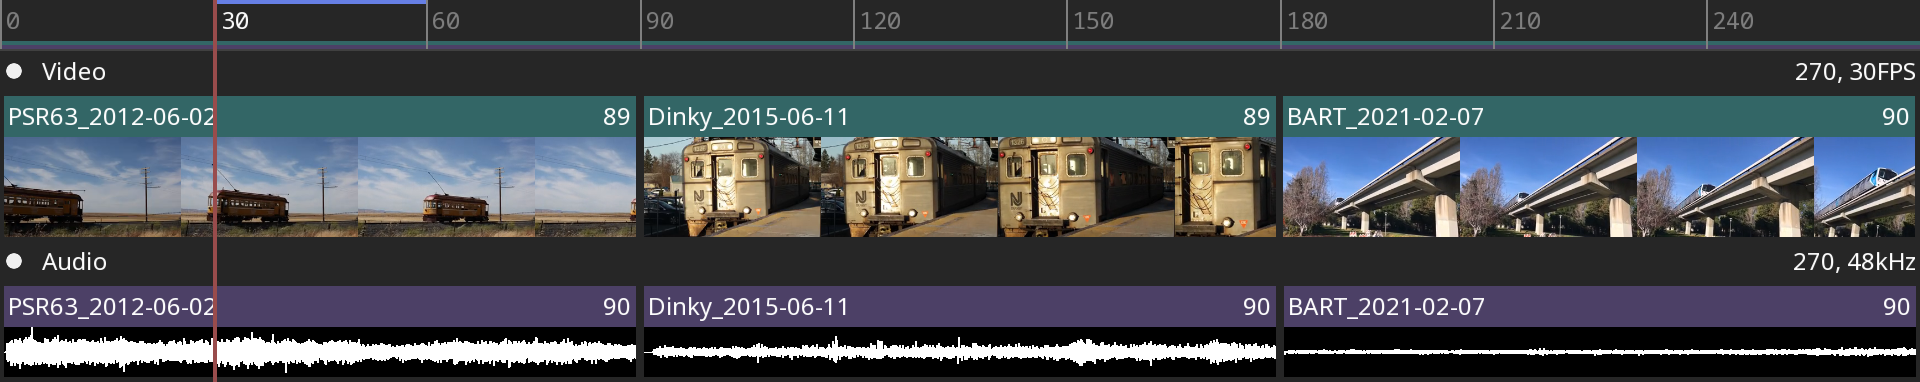 0 30 60 90 120 150 180 210 240
Video 270, 30FPS
PSR63_2012-06-02 89 Dinky_2015-06-11 89 BART_2021-02-07 90
Audio 270, 48kHz
PSR63_2012-06-02 90 Dinky_2015-06-11 90 BART_2021-02-07 90